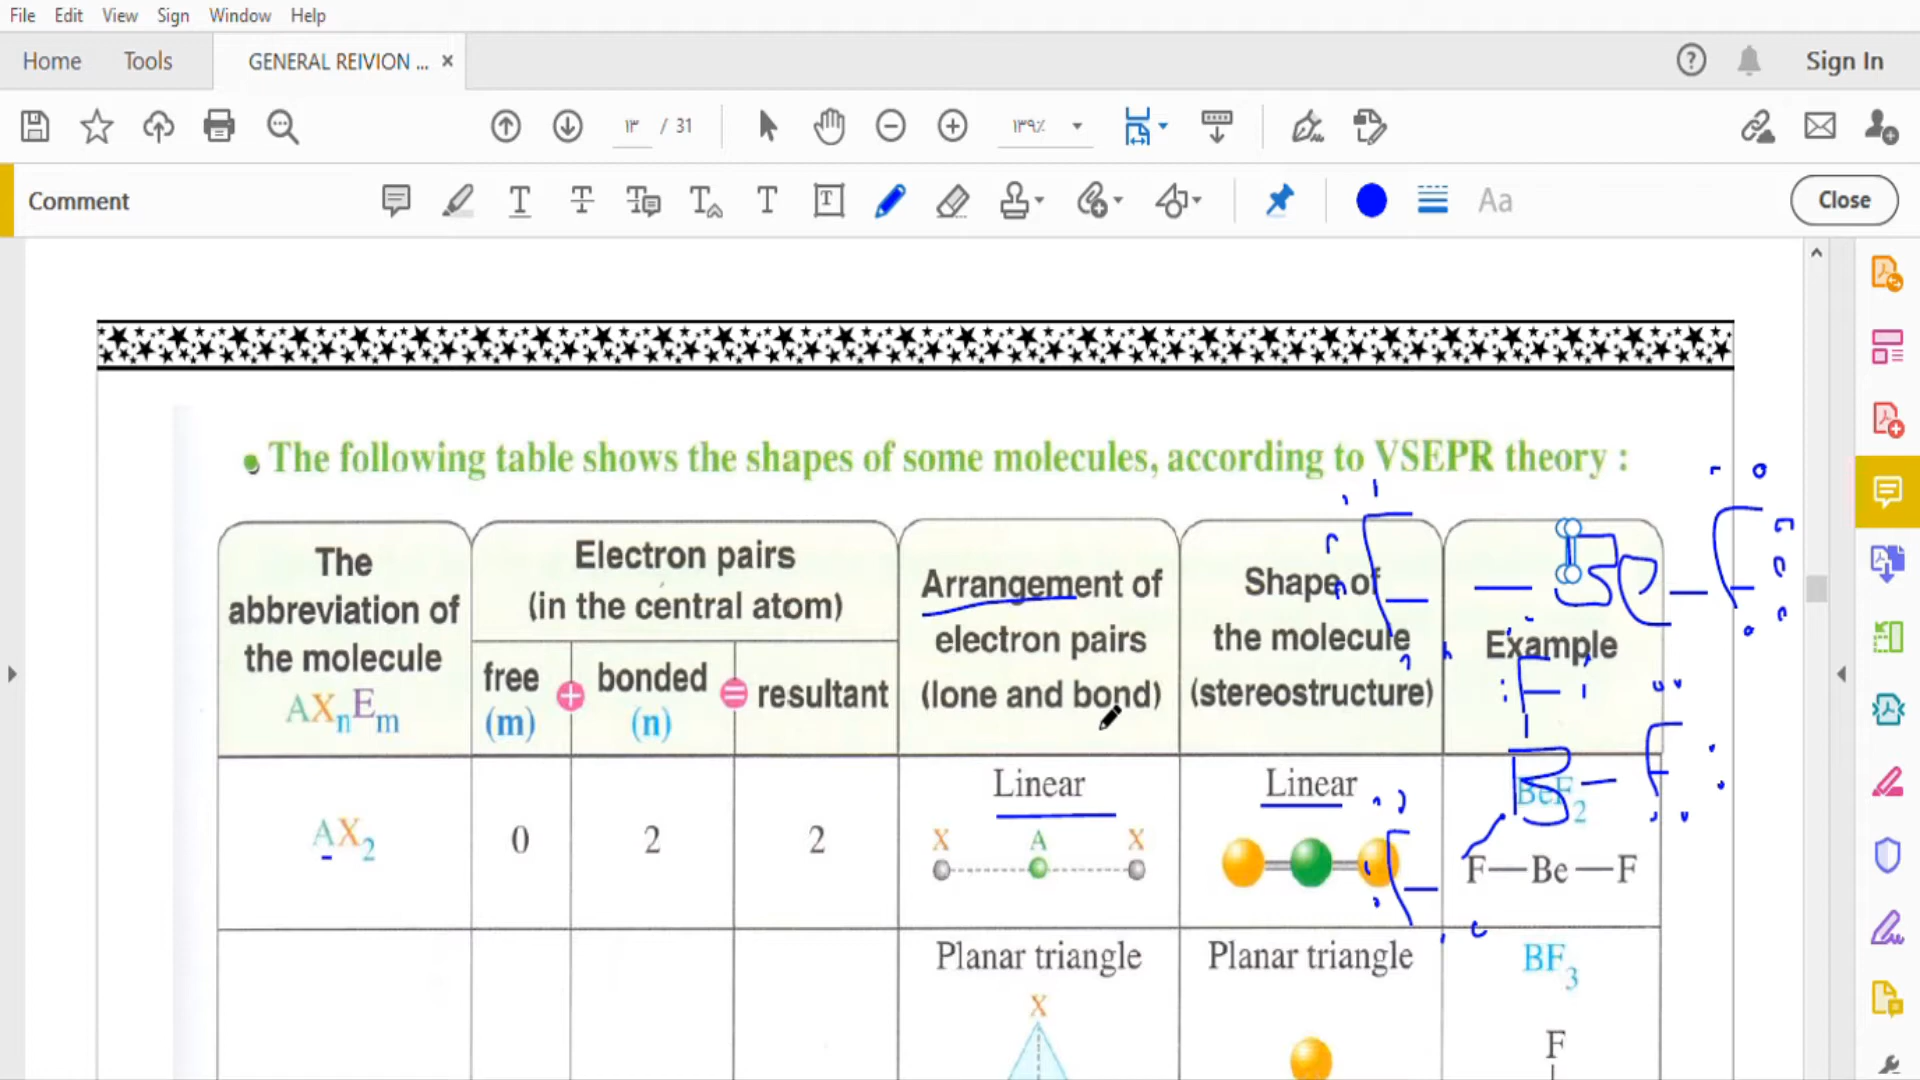 File Edit View Sign Window Help
Home Tools GENERAL REIVION ... × Sign In
١٣ / 31 ١٣٩٪
Comment Aa Close
• The following table shows the shapes of some molecules, according to VSEPR theory :
The abbreviation of the molecule AXnEm
Electron pairs
(in the central atom)
free (m) + bonded (n) = resultant
Arrangement of
electron pairs
(lone and bond)
Shape of
the molecule
(stereostructure)
Example
AX2 0 2 2
Linear
X A X
Linear
BeF2
F—Be—F
Planar triangle
X
Planar triangle
BF3
F
F — Be — F
F
F — B — F